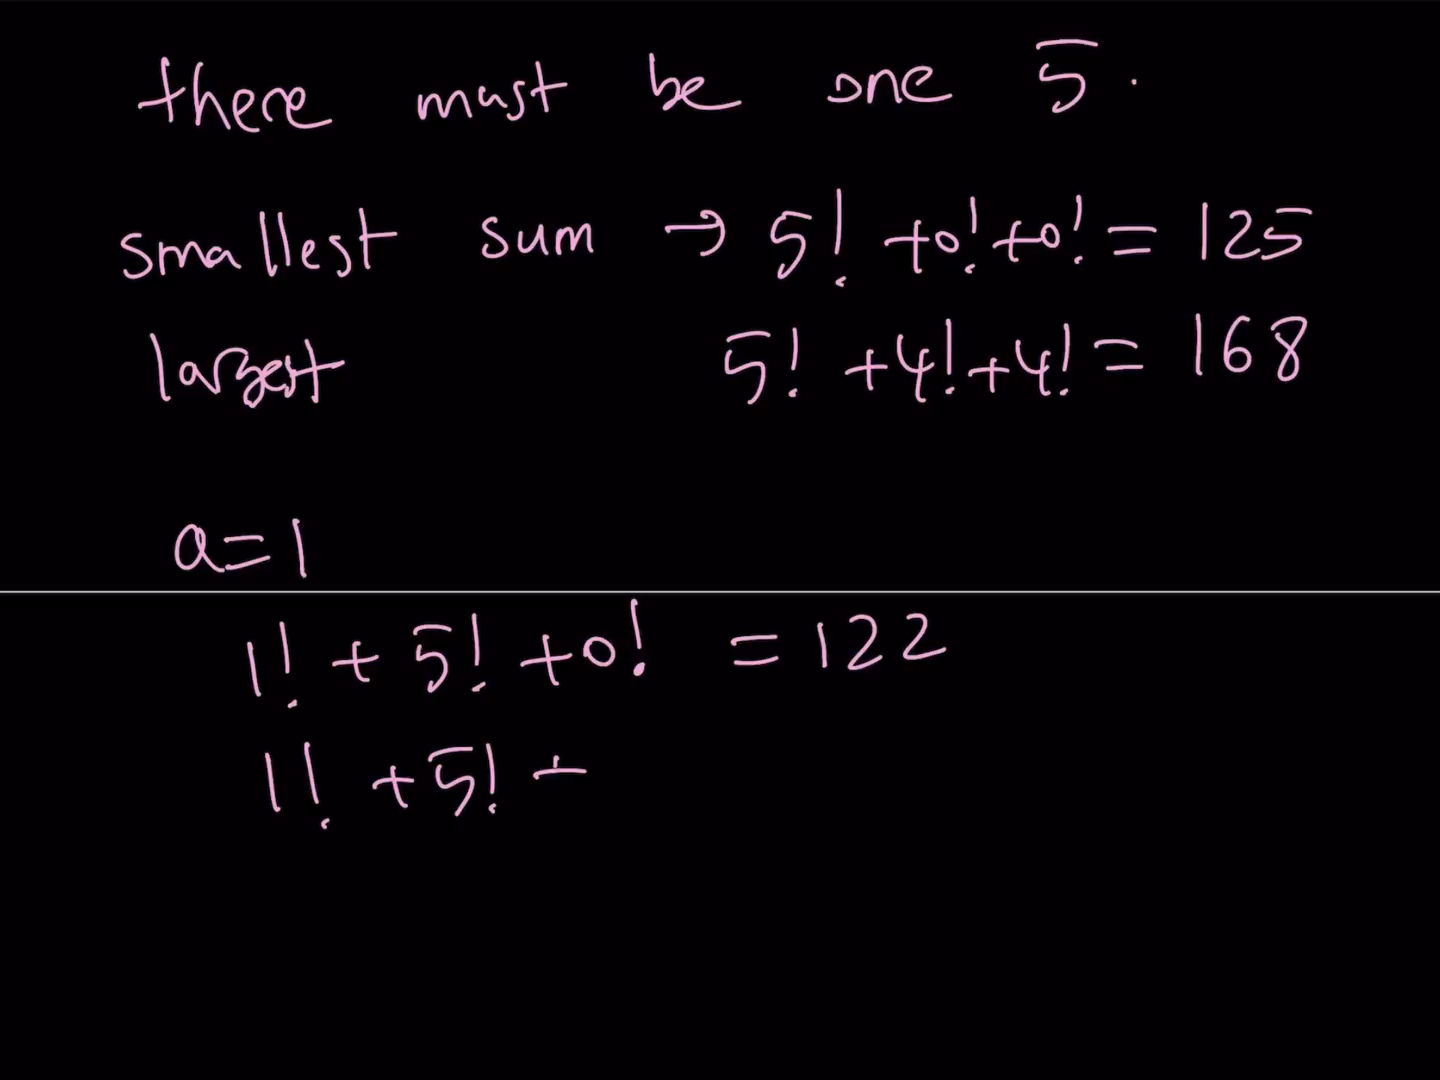 there must be one 5.
smallest sum → 5! +0!+0! = 125
largest 5! +4!+4! = 168
a=1
1! + 5! +0! = 122
1! +5! +